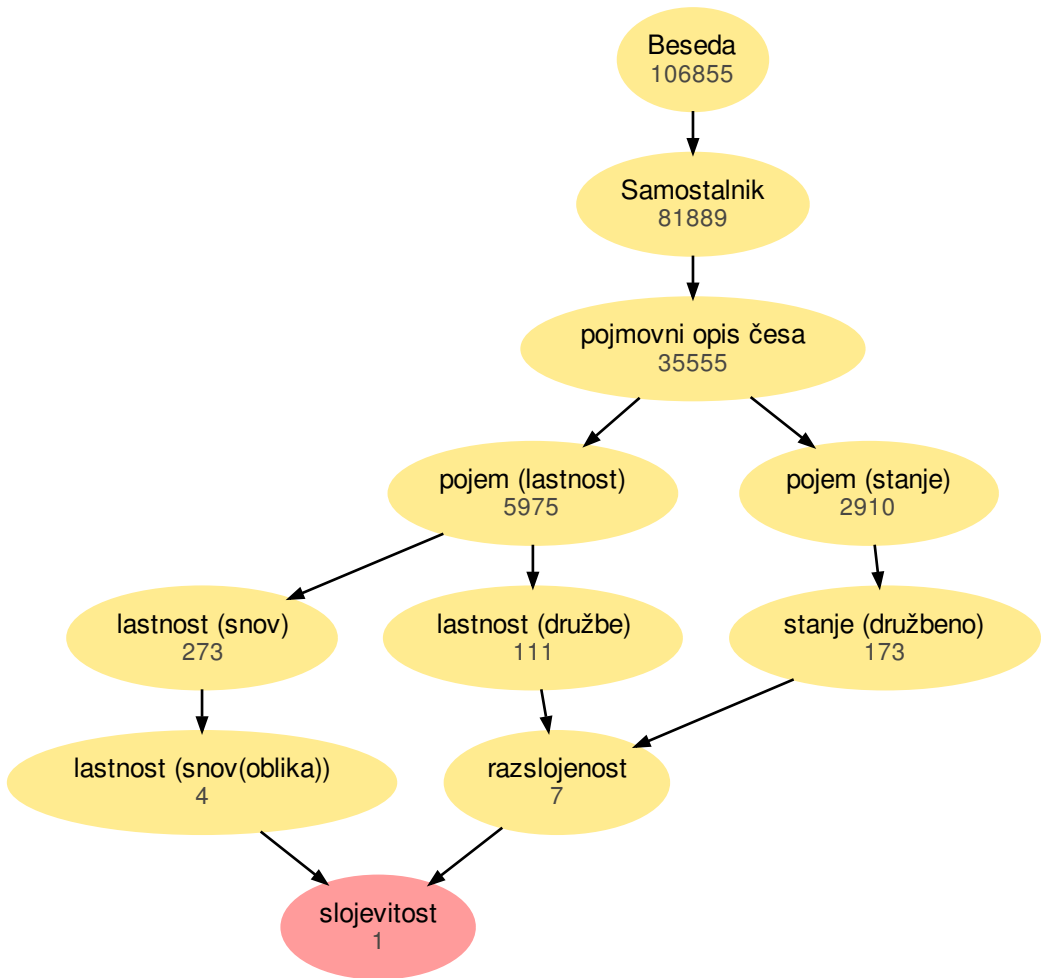 Beseda
106855
Samostalnik
81889
pojmovni opis česa
35555
pojem (lastnost)
5975
pojem (stanje)
2910
lastnost (snov)
273
lastnost (družbe)
111
stanje (družbeno)
173
lastnost (snov(oblika))
4
razslojenost
7
slojevitost
1